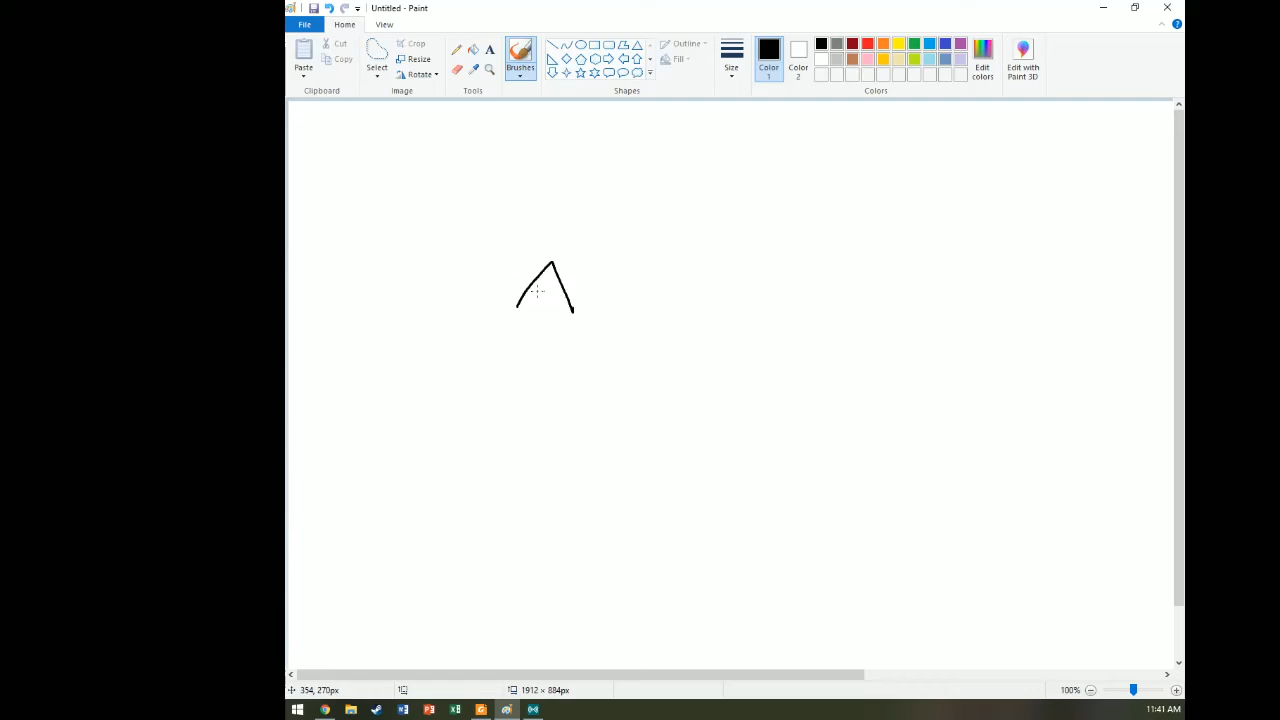 Untitled - Paint
File Home View
Paste Cut Copy Clipboard
Select Crop Resize Rotate Image
A Tools
Brushes
Shapes Outline Fill
Size
Color 1
Color 2
Colors
Edit colors
Edit with Paint 3D
354, 270px
1912 × 884px
100%
11:41 AM